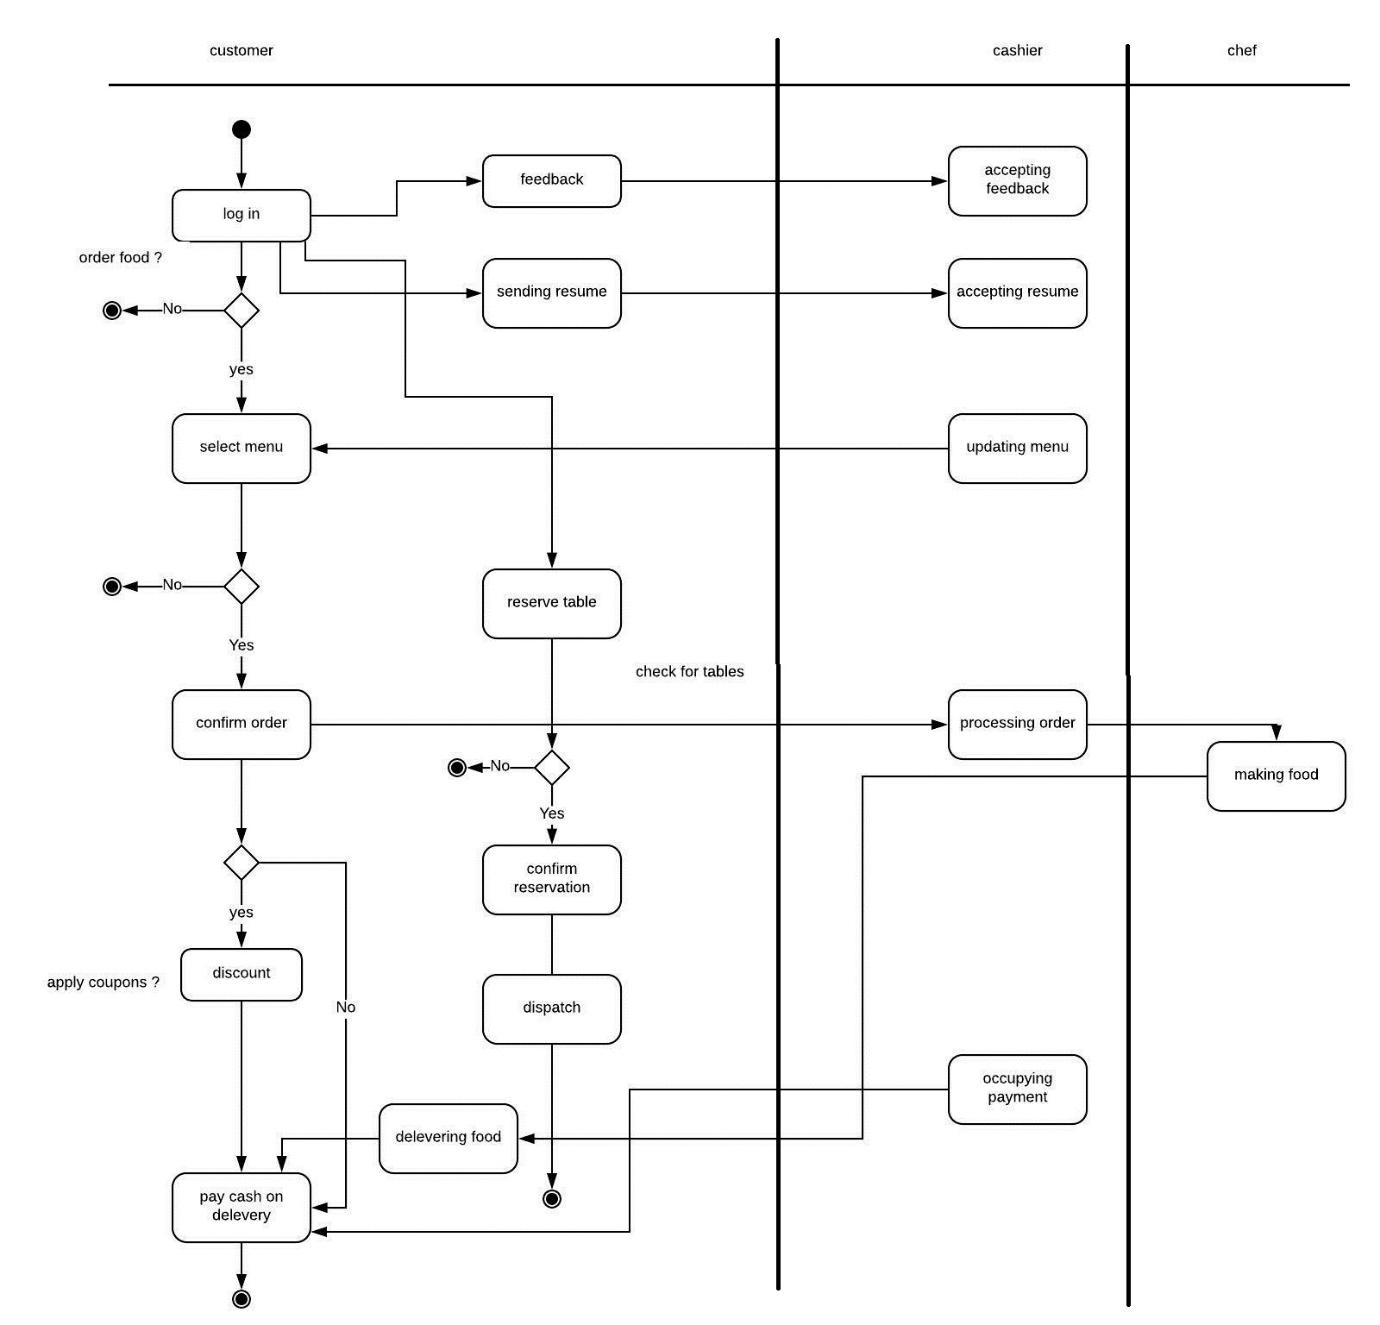 customer
cashier
chef
feedback
accepting
feedback
log in
order food ?
sending resume
accepting resume
No
yes
select menu
updating menu
No
reserve table
Yes
check for tables
confirm order
processing order
No
making food
Yes
confirm
reservation
yes
discount
apply coupons ?
No
dispatch
occupying
payment
delevering food
pay cash on
delevery